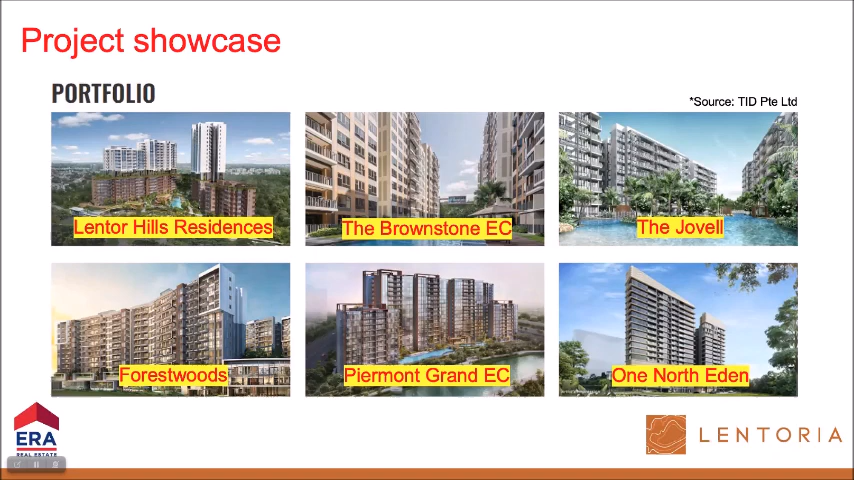 Project showcase
PORTFOLIO
*Source: TID Pte Ltd
Lentor Hills Residences
The Brownstone EC
The Jovell
Forestwoods
Piermont Grand EC
One North Eden
ERA
REAL ESTATE
LENTORIA